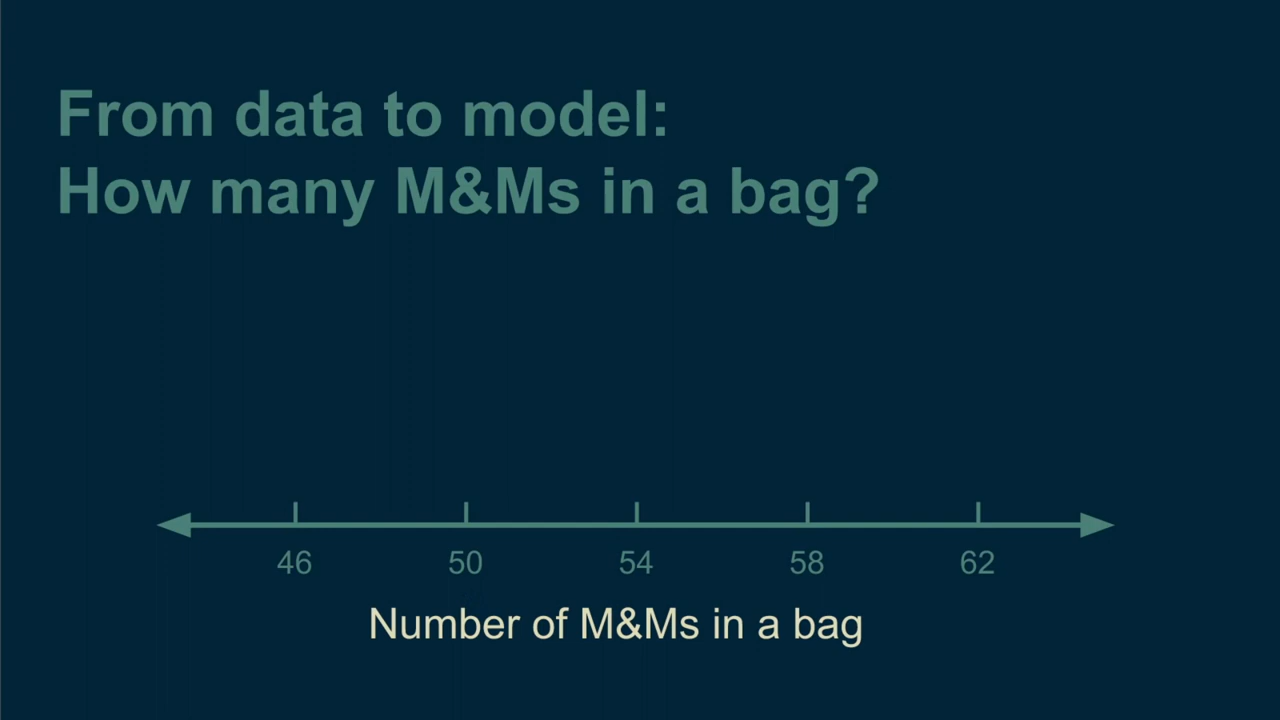 From data to model:
How many M&Ms in a bag?
46 50 54 58 62
Number of M&Ms in a bag